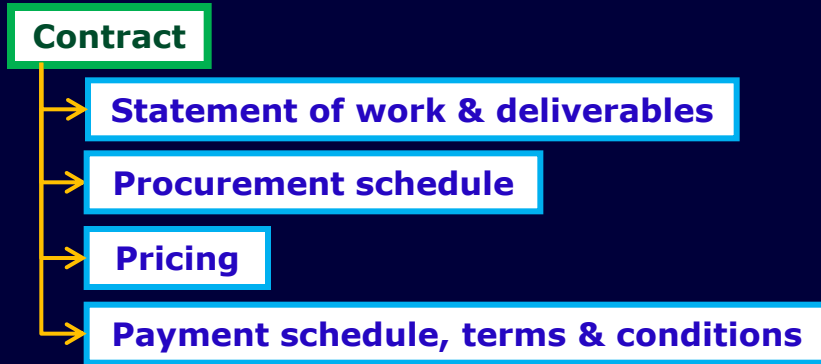 Contract
Statement of work & deliverables
Procurement schedule
Pricing
Payment schedule, terms & conditions